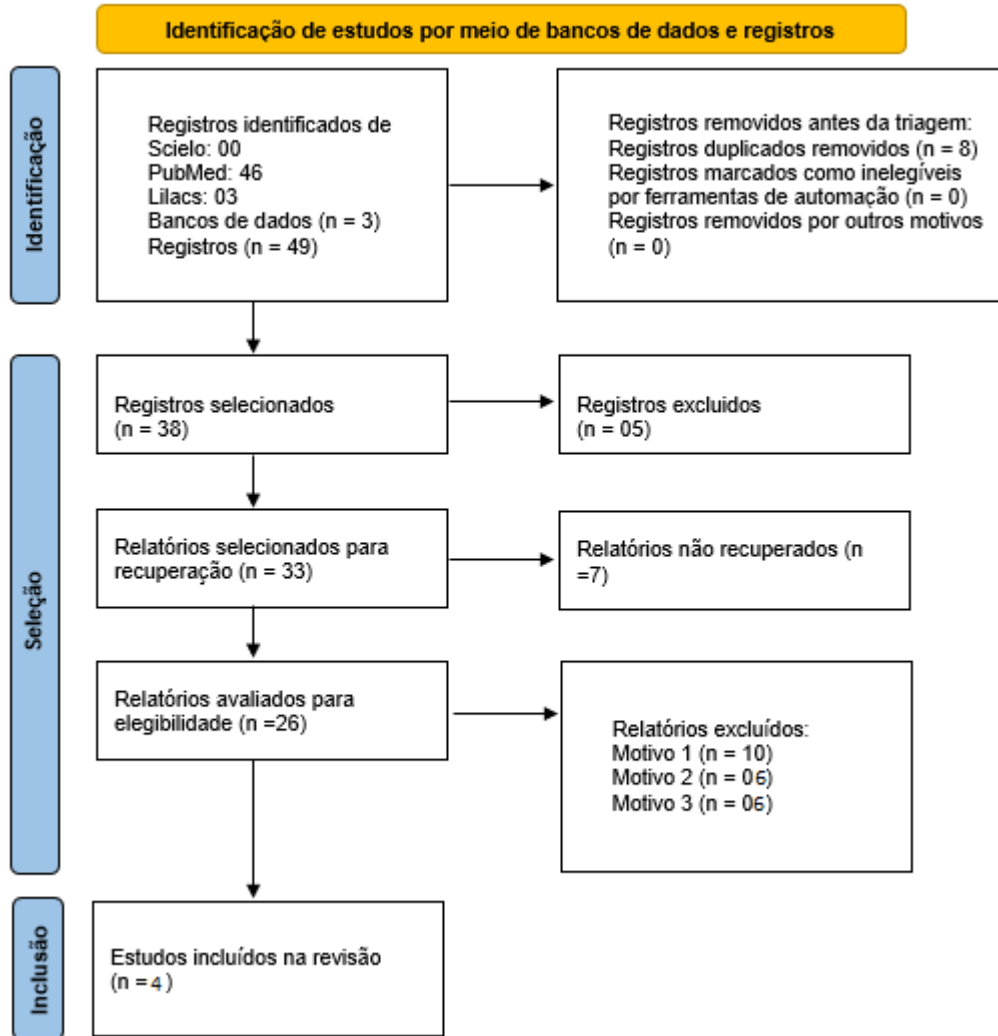 Identificação de estudos por meio de bancos de dados e registros
Identificação
Registros identificados de
Scielo: 00
PubMed: 46
Lilacs: 03
Bancos de dados (n = 3)
Registros (n = 49)
Registros removidos antes da triagem:
Registros duplicados removidos (n = 8)
Registros marcados como inelegíveis
por ferramentas de automação (n = 0)
Registros removidos por outros motivos
(n = 0)
Seleção
Registros selecionados
(n = 38)
Registros excluidos
(n = 05)
Relatórios selecionados para
recuperação (n = 33)
Relatórios não recuperados (n
=7)
Relatórios avaliados para
elegibilidade (n =26)
Relatórios excluídos:
Motivo 1 (n = 10)
Motivo 2 (n = 06)
Motivo 3 (n = 06)
Inclusão
Estudos incluídos na revisão
(n = 4)